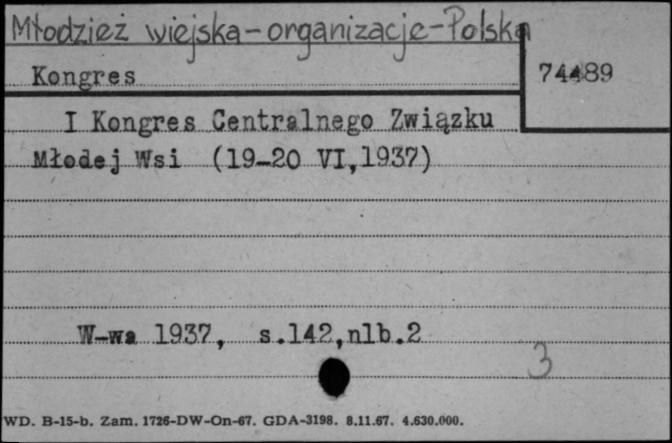 Młodzież wiejska-organizacje-Polska
Kongres
74489
I Kongres Centralnego Związku
Młodej Wsi (19-20 VI,1937)
W-wa 1937, s.142,nlb.2
3
WD. B-15-b. Zam. 1726-DW-On-67. GDA-3198. 8.11.67. 4.630.000.